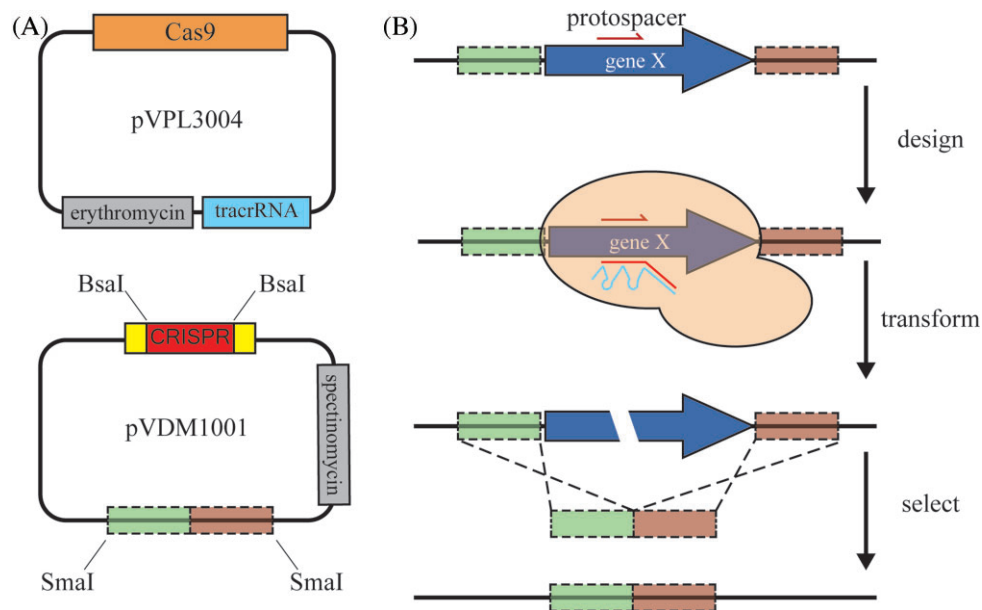 (A)
Cas9
pVPL3004
erythromycin
tracrRNA
BsaI
BsaI
CRISPR
pVDM1001
spectinomycin
SmaI
SmaI
(B)
protospacer
gene X
design
gene X
transform
select